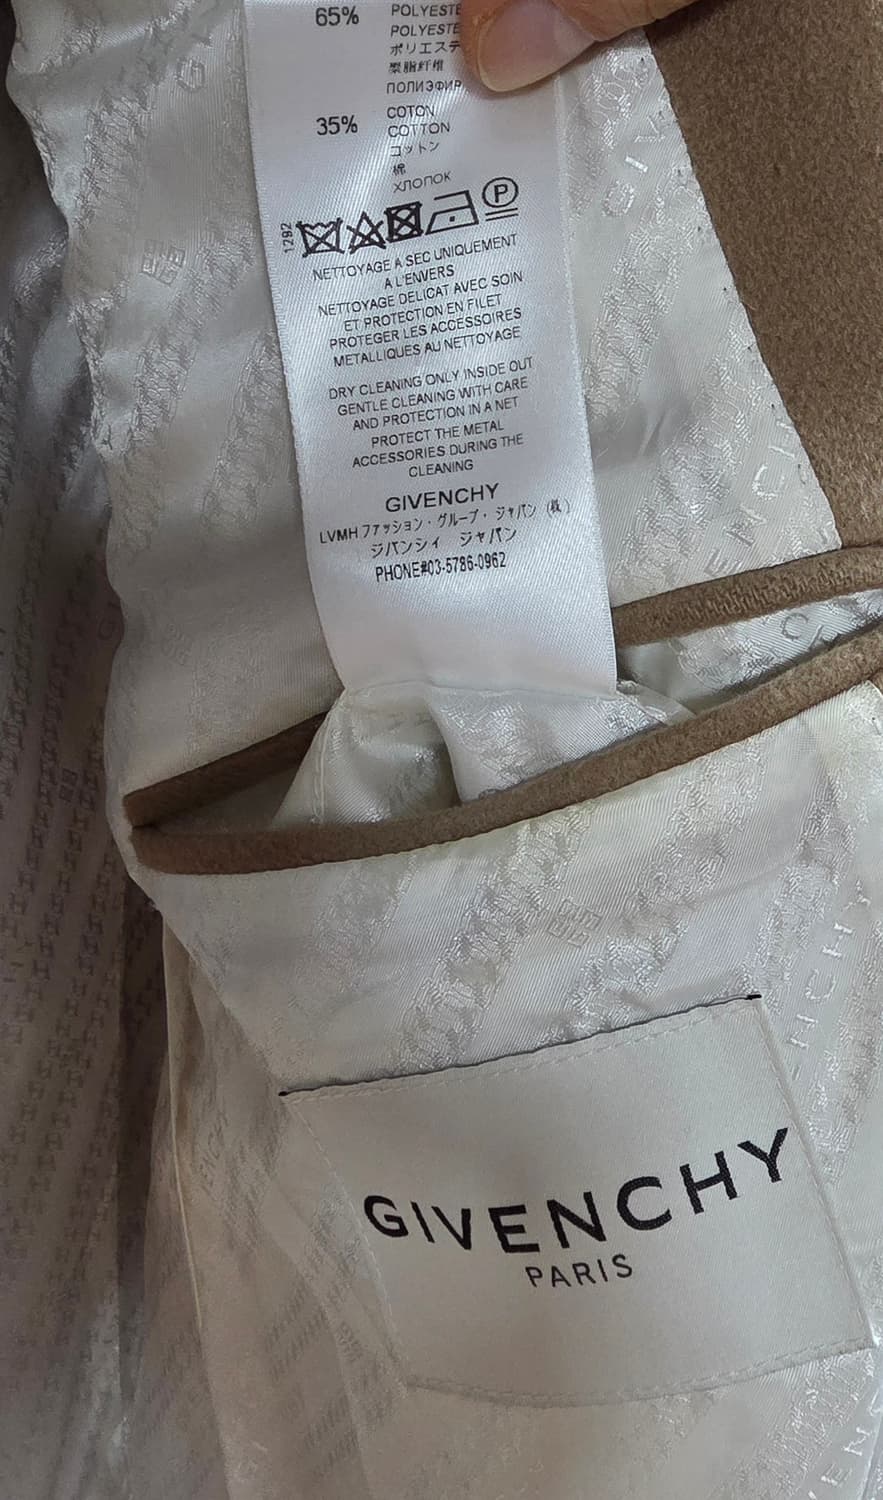 65% POLYESTE
POLYESTE
ポリエステ
聚脂纤维
ПОЛИЭФИР
35% COTON
COTTON
コットン
棉
ХЛОПОК
1292
P
NETTOYAGE A SEC UNIQUEMENT
A L'ENVERS
NETTOYAGE DELICAT AVEC SOIN
ET PROTECTION EN FILET
PROTEGER LES ACCESSOIRES
METALLIQUES AU NETTOYAGE
DRY CLEANING ONLY INSIDE OUT
GENTLE CLEANING WITH CARE
AND PROTECTION IN A NET
PROTECT THE METAL
ACCESSORIES DURING THE
CLEANING
GIVENCHY
LVMH ファッション・グループ・ジャパン (株)
ジバンシイ ジャパン
PHONE#03-5786-0962
GIVENCHY
PARIS